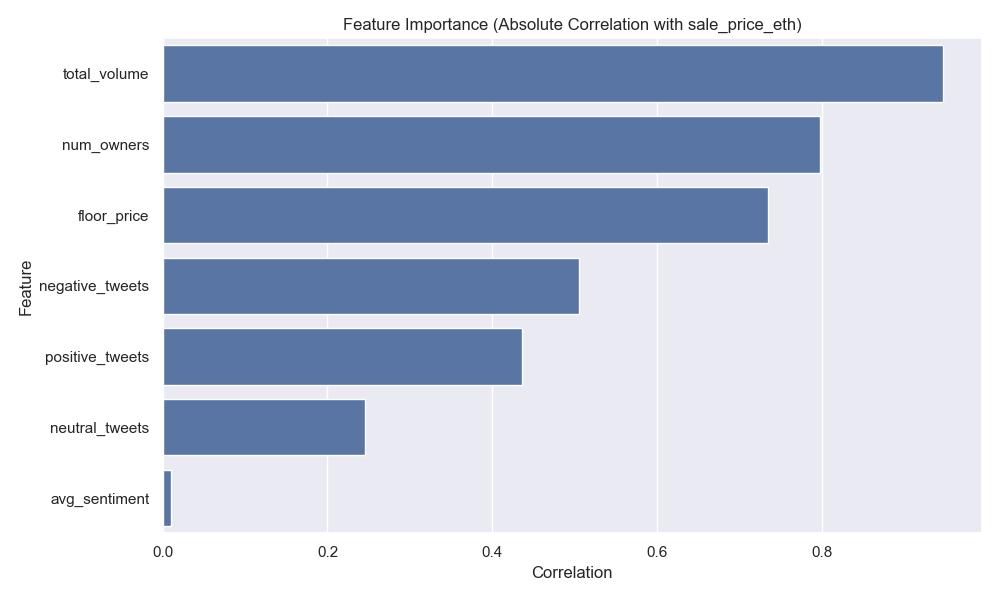 Feature Importance (Absolute Correlation with sale_price_eth)
total_volume
num_owners
floor_price
negative_tweets
positive_tweets
neutral_tweets
avg_sentiment
Feature
0.0 0.2 0.4 0.6 0.8
Correlation